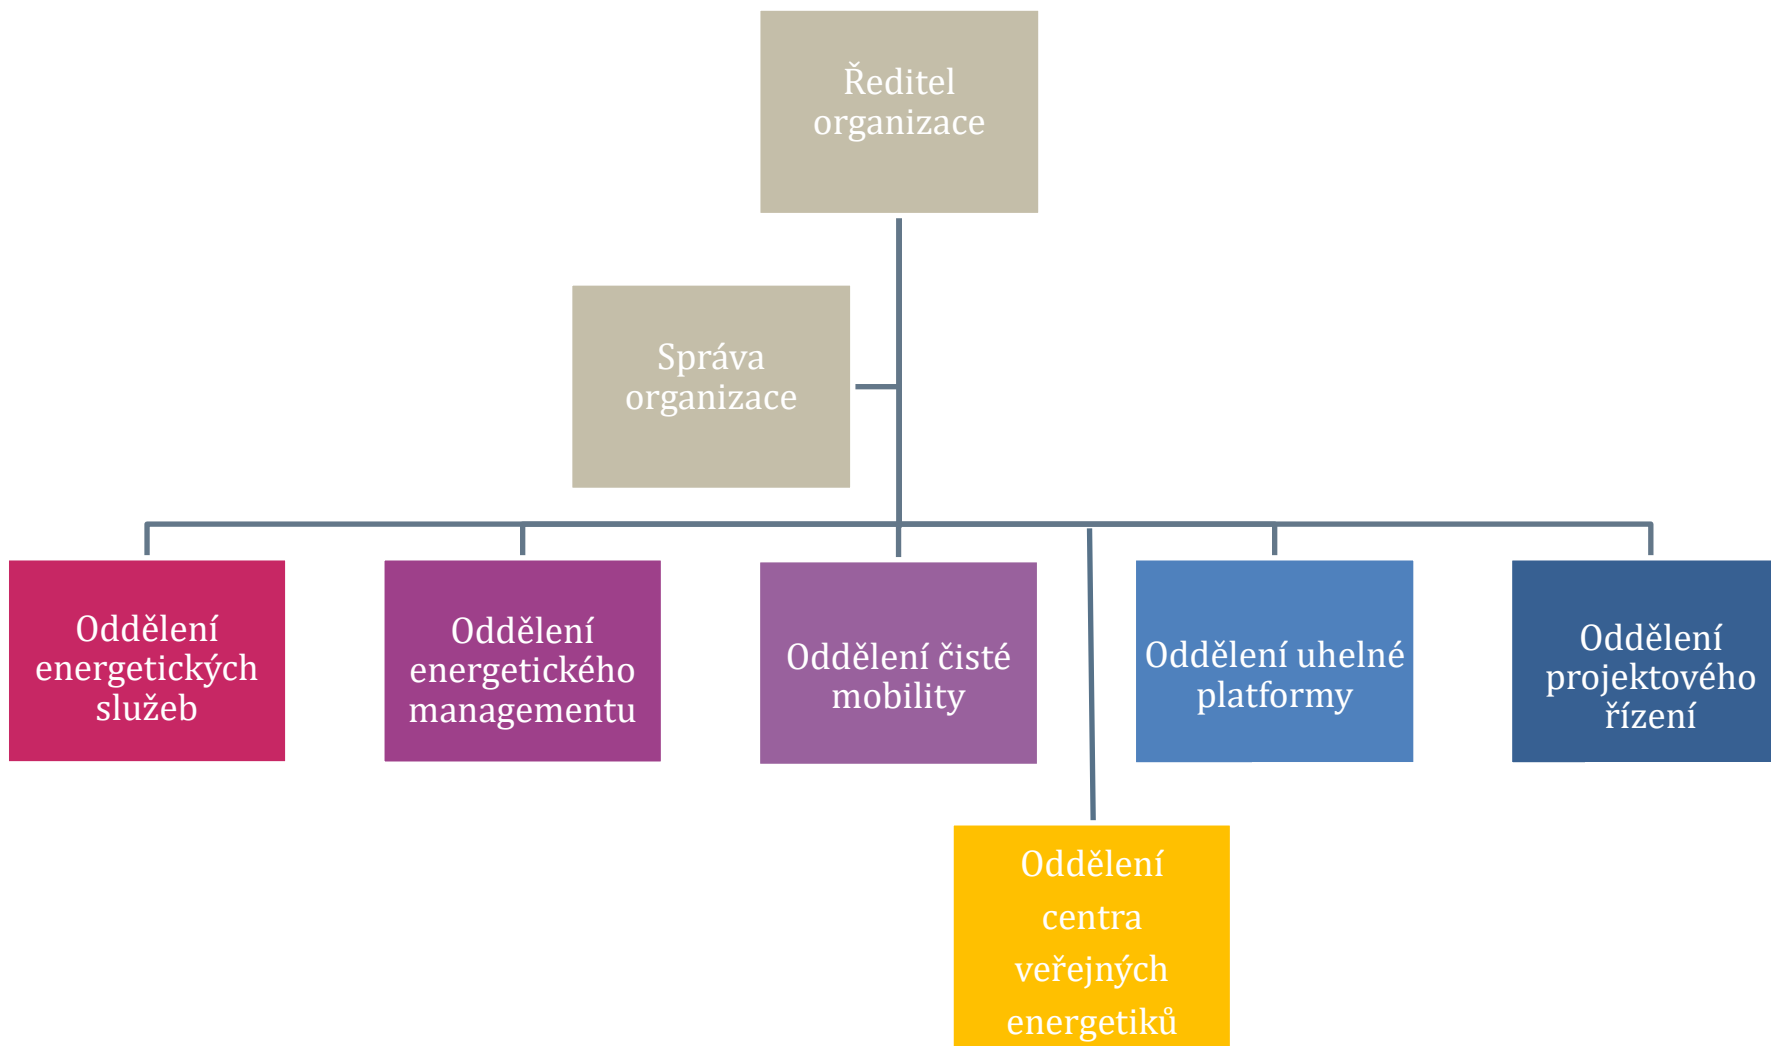 Ředitel
organizace
Správa
organizace
Oddělení
energetických
služeb
Oddělení
energetického
managementu
Oddělení čisté
mobility
Oddělení uhelné
platformy
Oddělení
projektového
řízení
Oddělení
centra
veřejných
energetiků